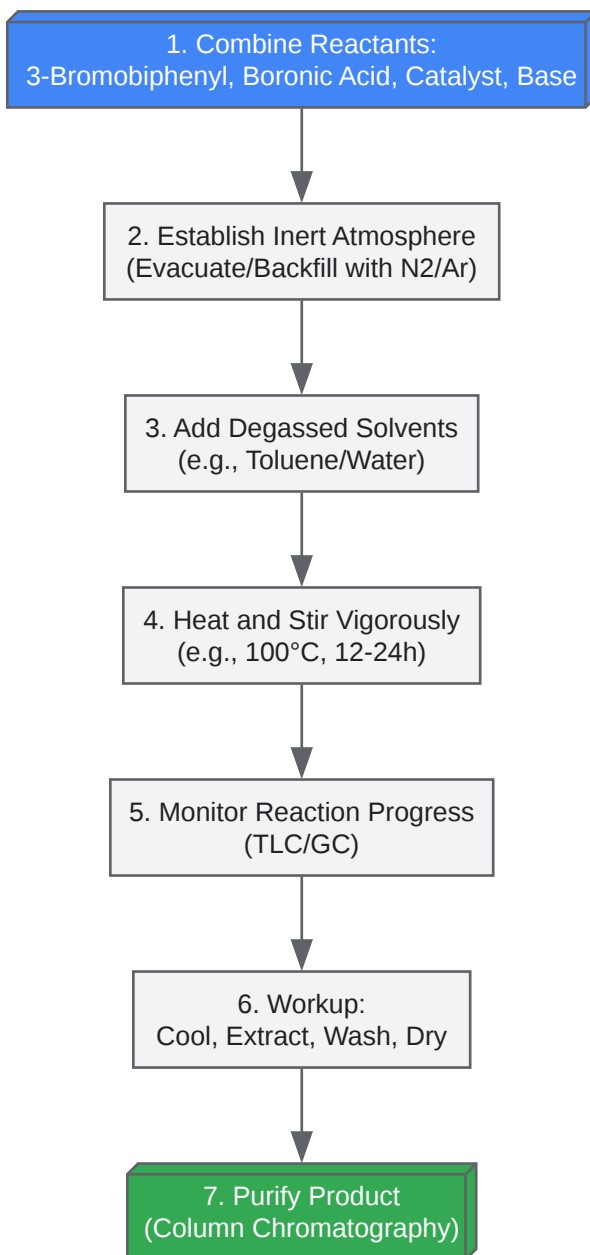 1. Combine Reactants:
3-Bromobiphenyl, Boronic Acid, Catalyst, Base
2. Establish Inert Atmosphere
(Evacuate/Backfill with N2/Ar)
3. Add Degassed Solvents
(e.g., Toluene/Water)
4. Heat and Stir Vigorously
(e.g., 100°C, 12-24h)
5. Monitor Reaction Progress
(TLC/GC)
6. Workup:
Cool, Extract, Wash, Dry
7. Purify Product
(Column Chromatography)